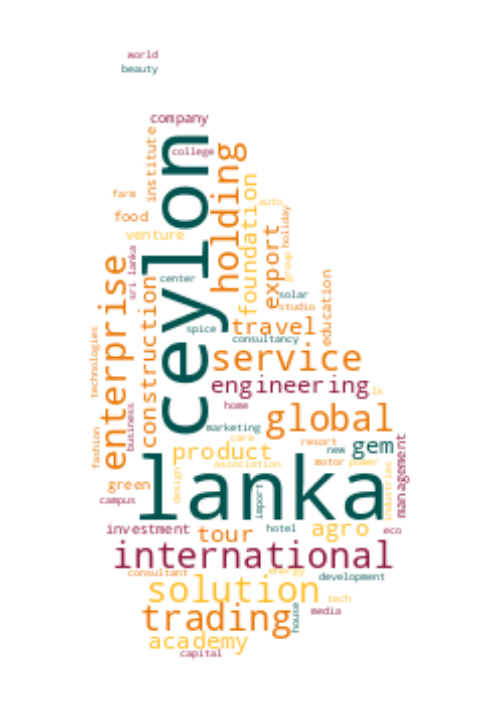 world
beauty
company
college
institute
ceylon
holding
farm
food
venture
foundation
auto
holiday
export
group
sri lanka
center
solar
studio
education
enterprise
construction
spice
travel
consultancy
technologies
service
engineering
lk
home
global
business
fashion
marketing
care
product
association
resort
new
gem
motor
power
management
industries
green
campus
design
lanka
import
investment
tour
hotel
agro
eco
international
consultant
energy
development
solution
tech
trading
house
media
academy
capital